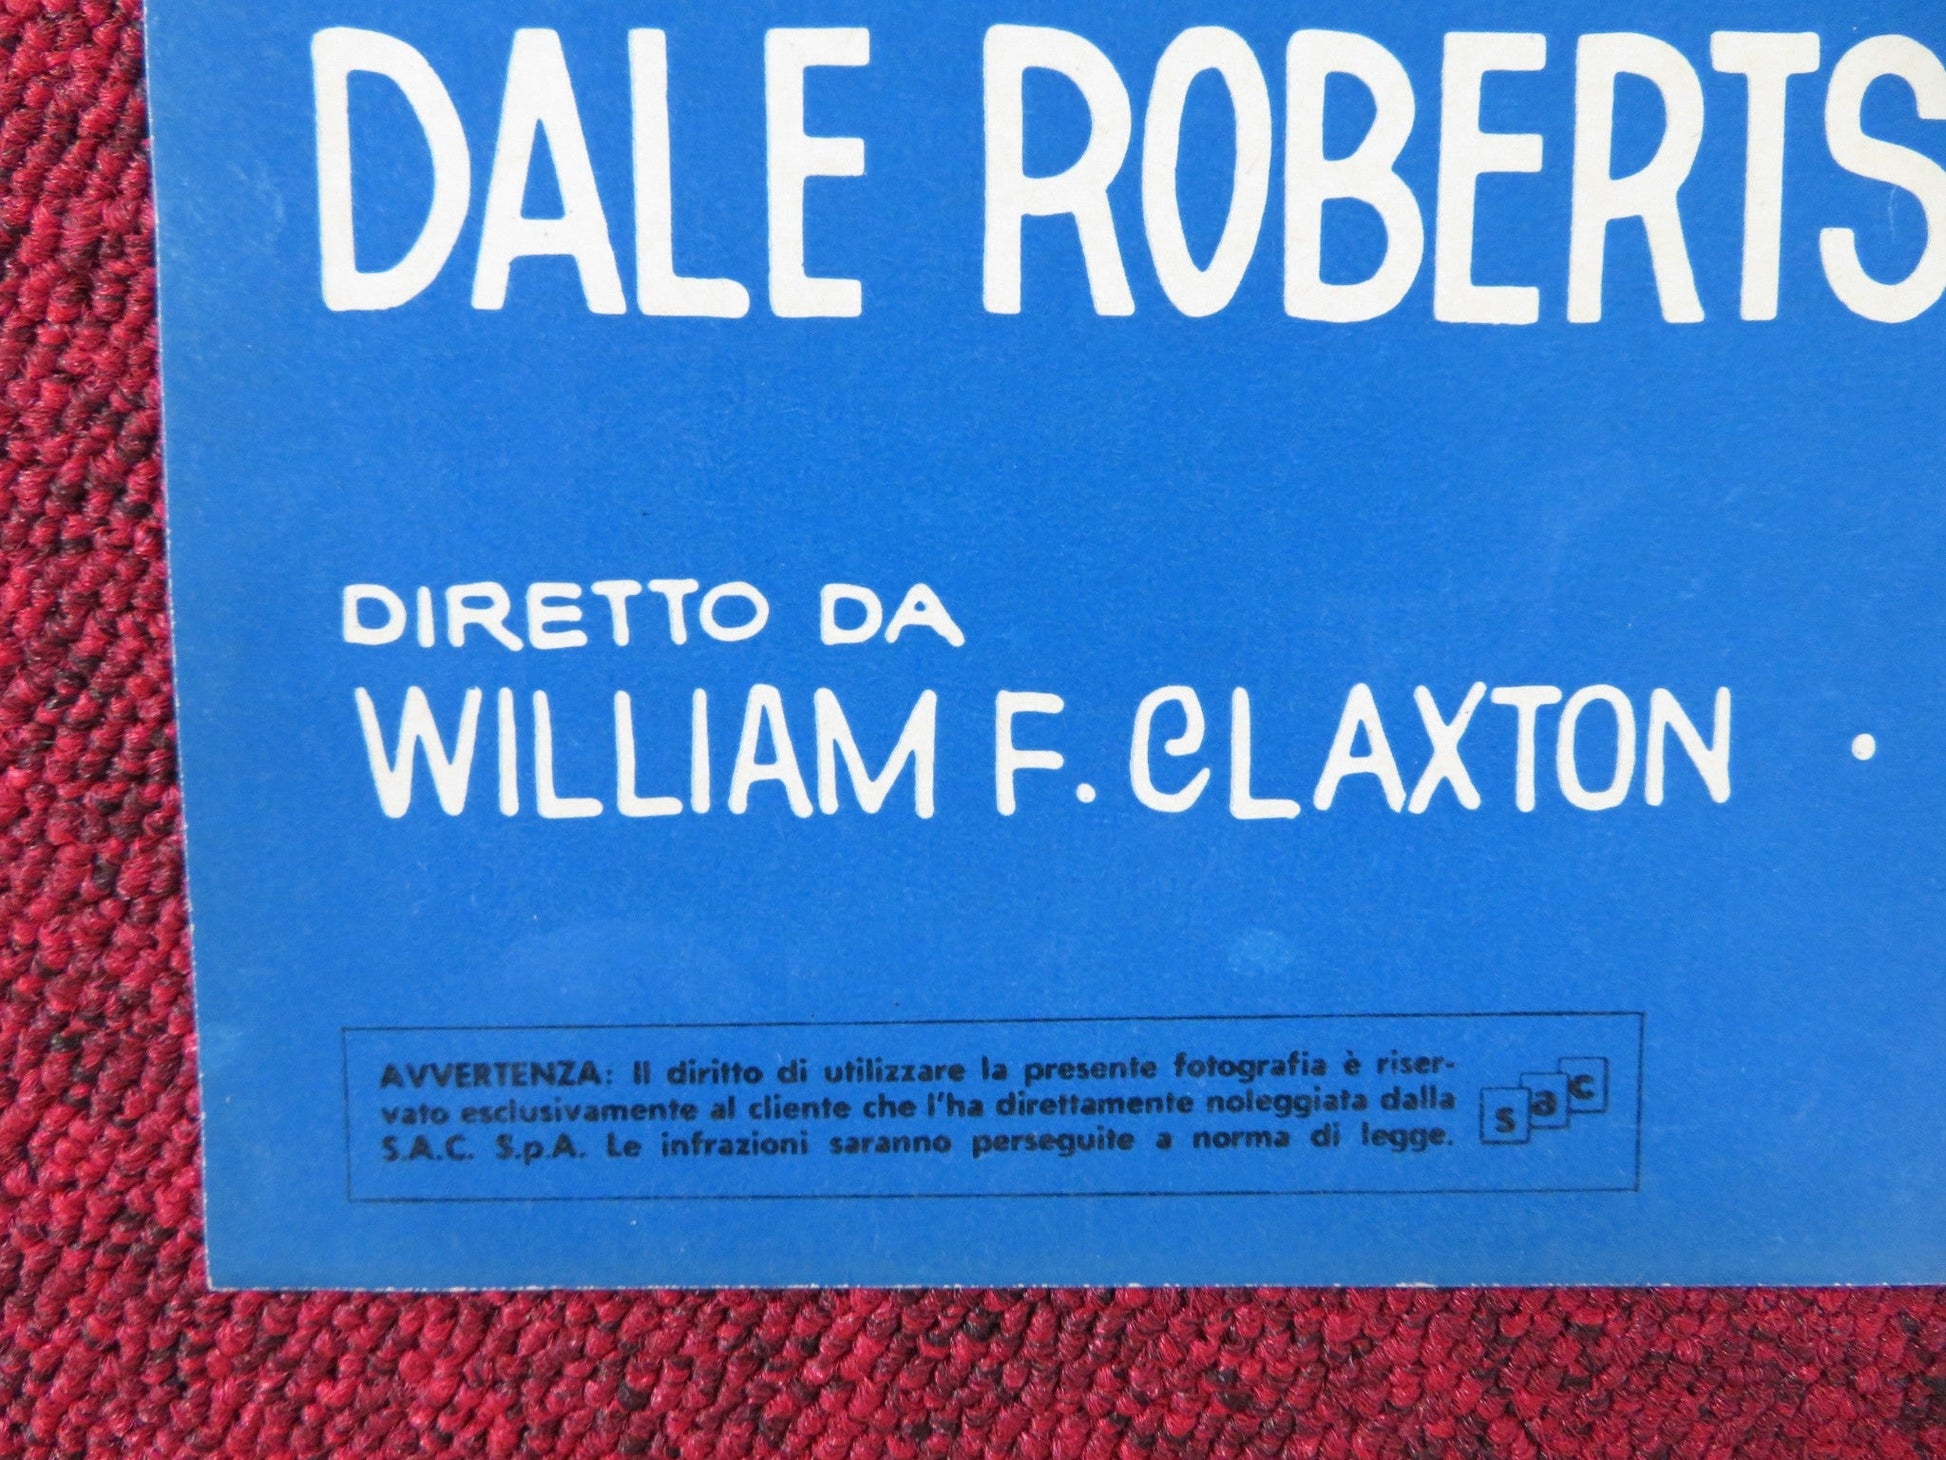 DALE ROBERTS
DIRETTO DA
WILLIAM F. CLAXTON .
AVVERTENZA: Il diritto di utilizzare la presente fotografia è riser-
vato esclusivamente al cliente che l'ha direttamente noleggiata dalla
S.A.C. S.p.A. Le infrazioni saranno perseguite a norma di legge.
sac